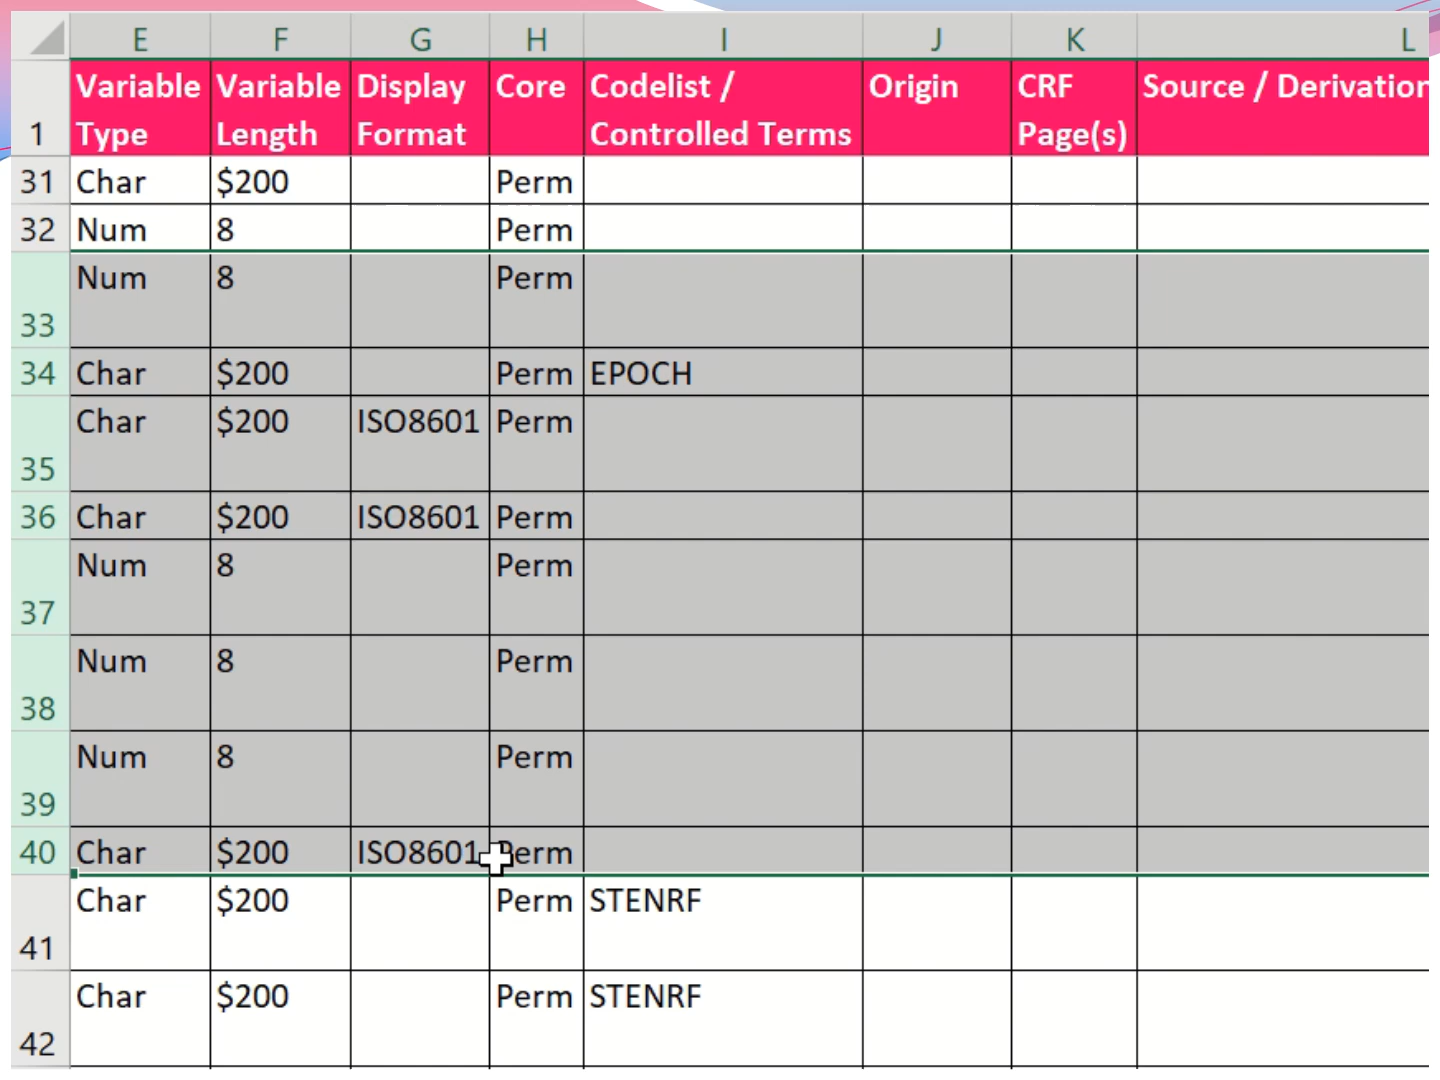 E F G H I J K L
Variable Variable Display Core Codelist / Origin CRF Source / Derivation
1 Type Length Format Controlled Terms Page(s)
31 Char $200 Perm
32 Num 8 Perm
Num 8 Perm
33
34 Char $200 Perm EPOCH
Char $200 ISO8601 Perm
35
36 Char $200 ISO8601 Perm
Num 8 Perm
37
Num 8 Perm
38
Num 8 Perm
39
40 Char $200 ISO8601 Perm
Char $200 Perm STENRF
41
Char $200 Perm STENRF
42